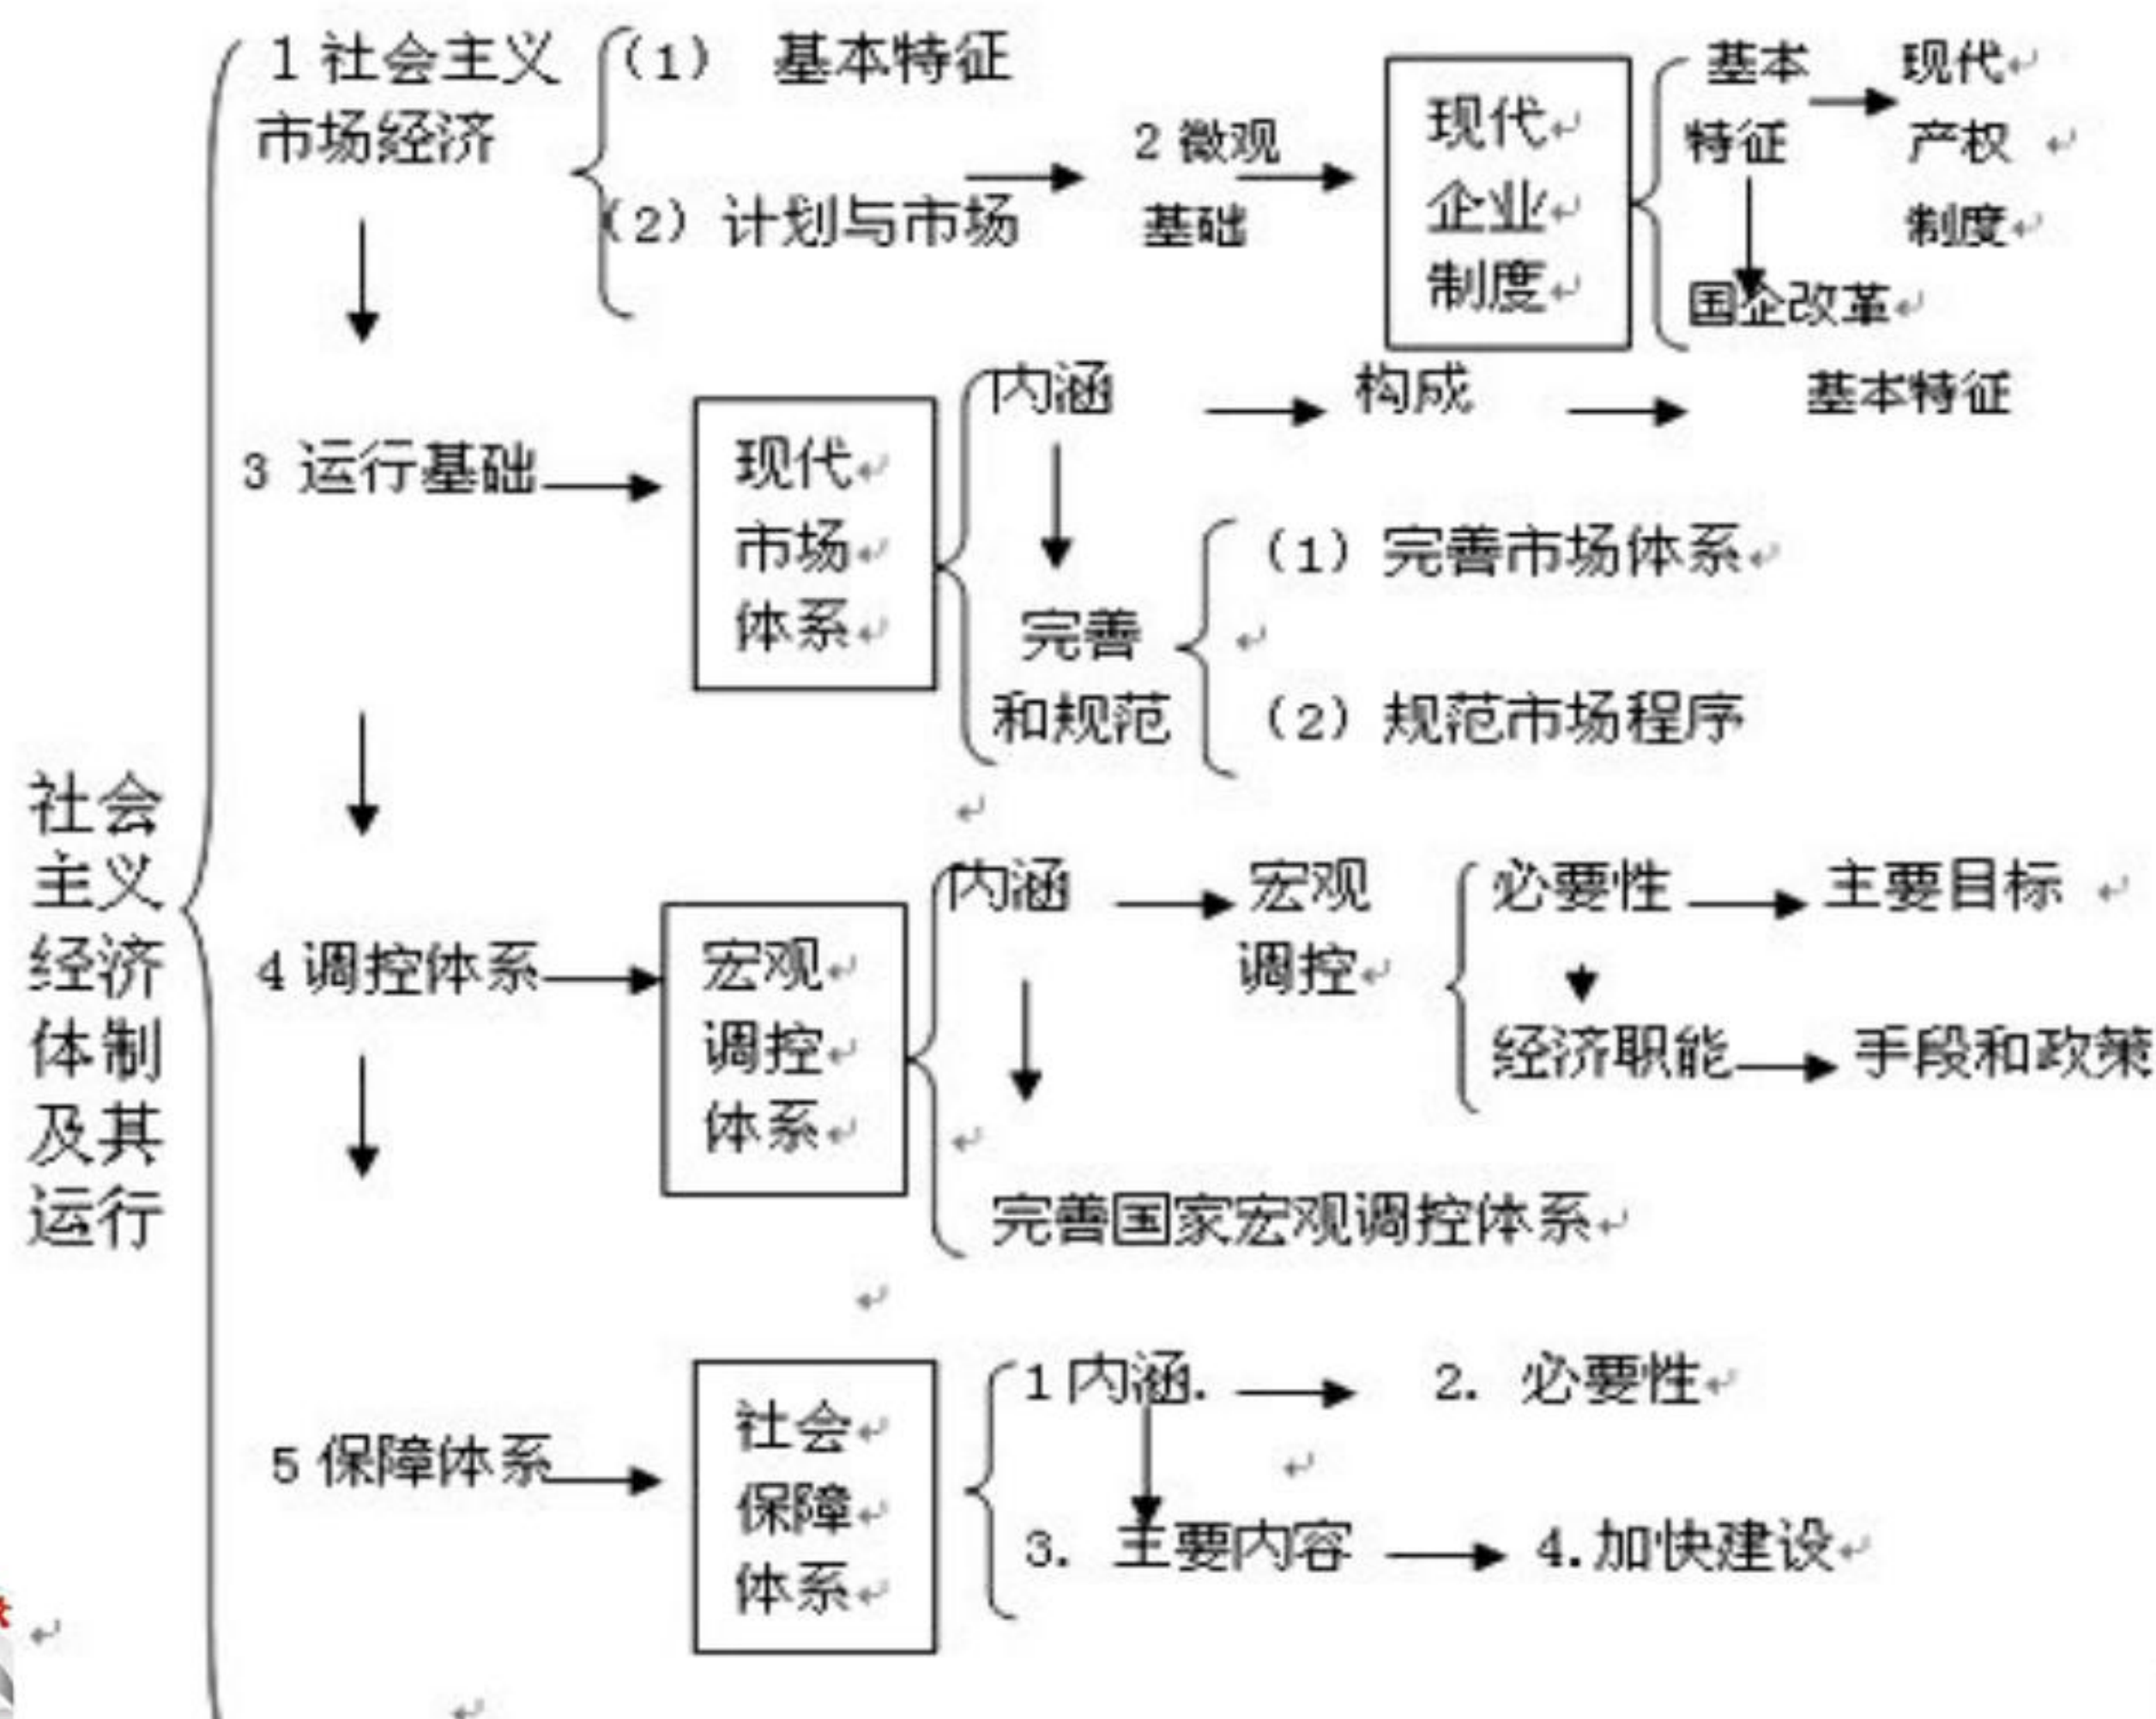 社会
主义
经济
体制
及其
运行
1 社会主义
市场经济
（1） 基本特征
（2）计划与市场
2 微观
基础
现代
企业
制度
基本
特征
现代
产权
制度
国企改革
3 运行基础
现代
市场
体系
内涵
构成
基本特征
完善
和规范
（1）完善市场体系
（2）规范市场程序
4 调控体系
宏观
调控
体系
内涵
宏观
调控
必要性
主要目标
经济职能
手段和政策
完善国家宏观调控体系
5 保障体系
社会
保障
体系
1 内涵.
2. 必要性
3. 主要内容
4.加快建设